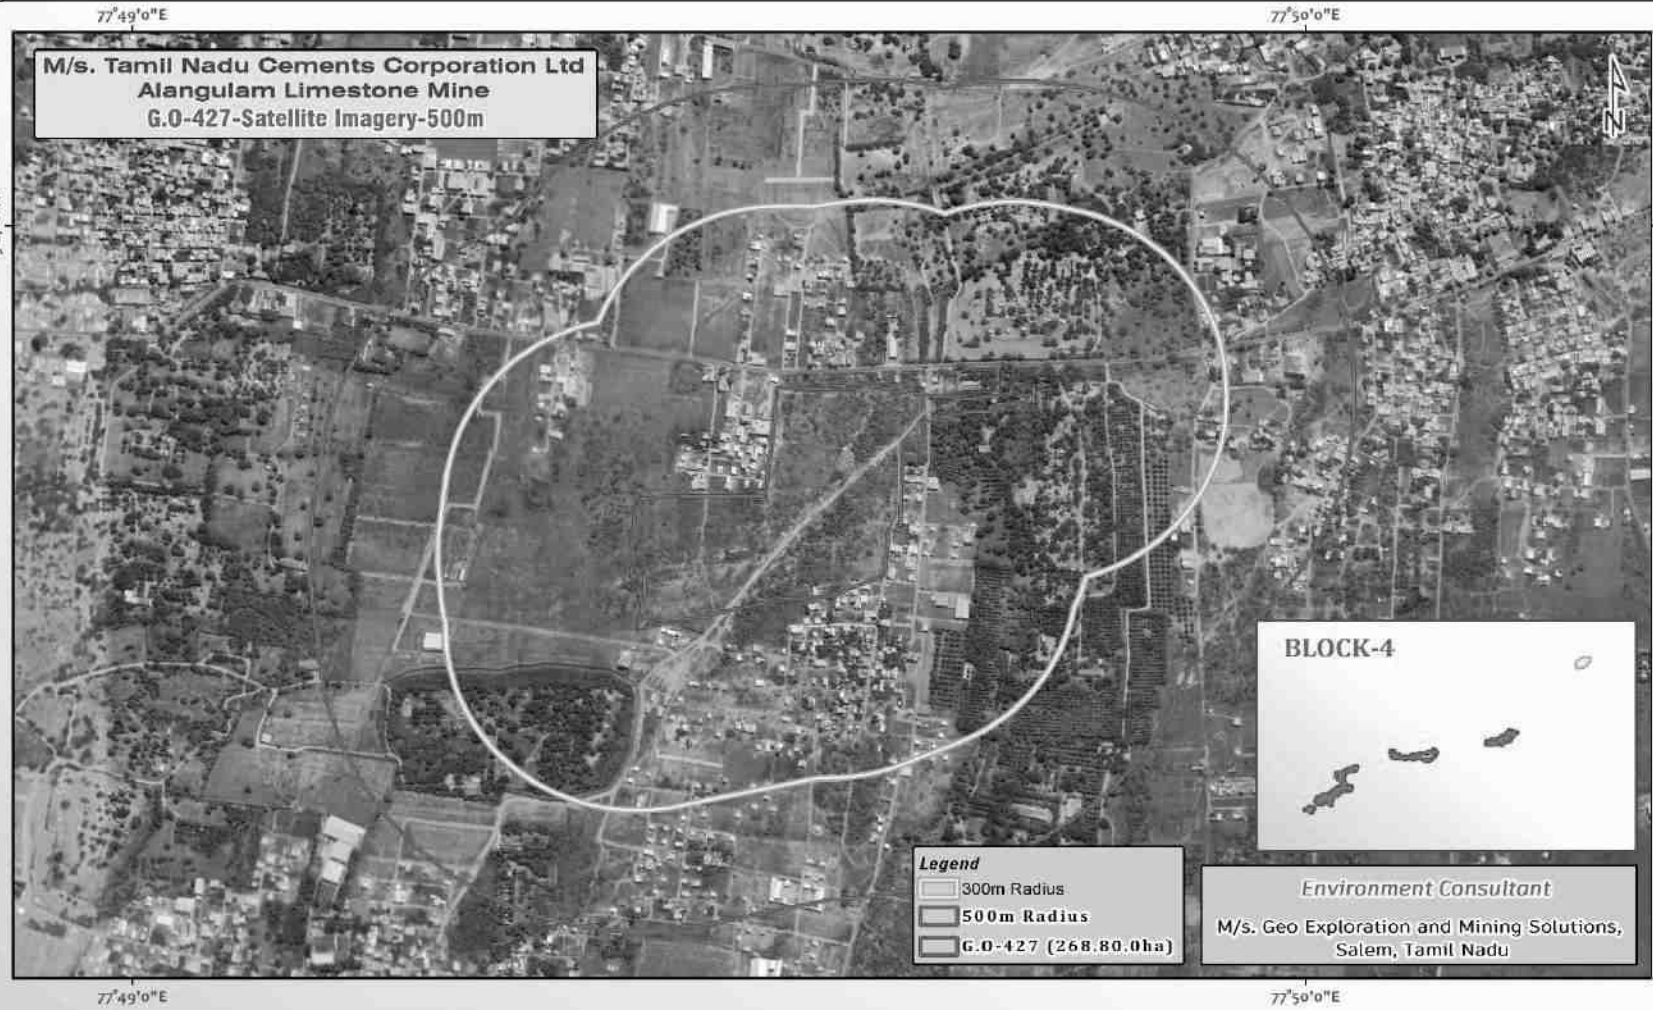 77°49'0"E
77°50'0"E
M/s. Tamil Nadu Cements Corporation Ltd
Alangulam Limestone Mine
G.O-427-Satellite Imagery-500m
N
BLOCK-4
Legend
300m Radius
500m Radius
G.O-427 (268.80.0ha)
Environment Consultant
M/s. Geo Exploration and Mining Solutions,
Salem, Tamil Nadu
77°49'0"E
77°50'0"E